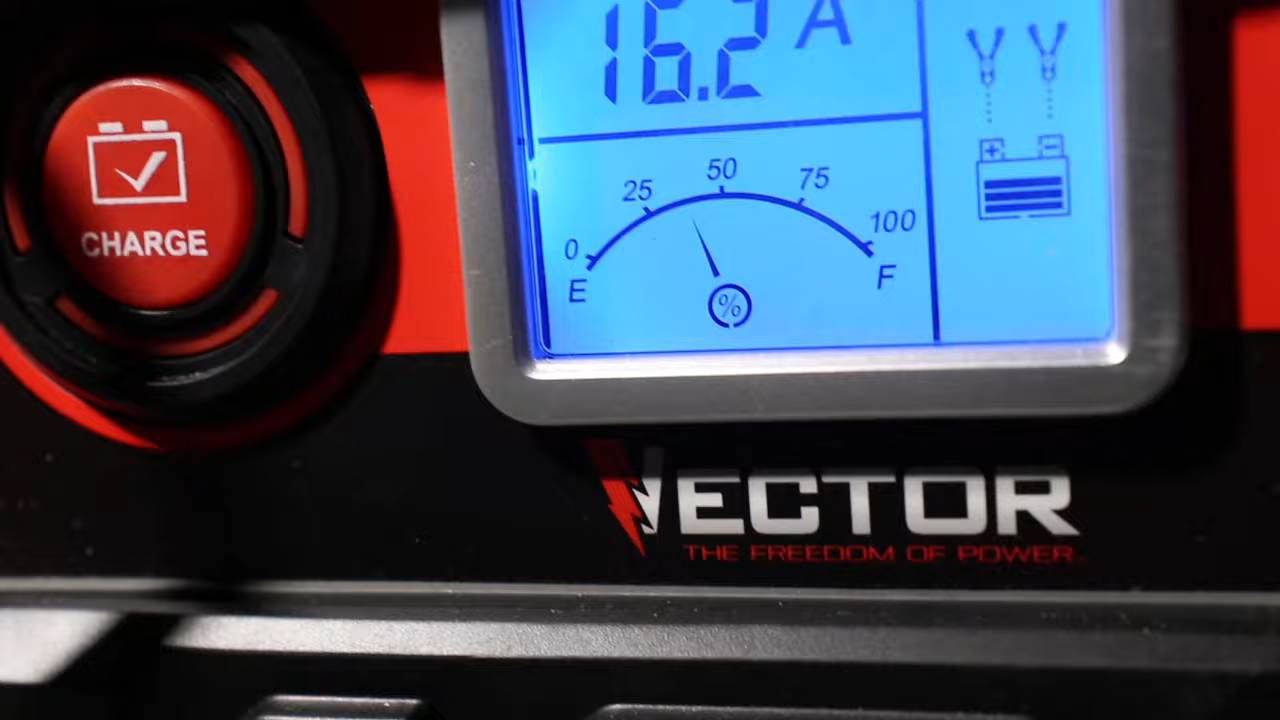 16.2 A
0 25 50 75 100
E F
%
+ -
CHARGE
VECTOR
THE FREEDOM OF POWER